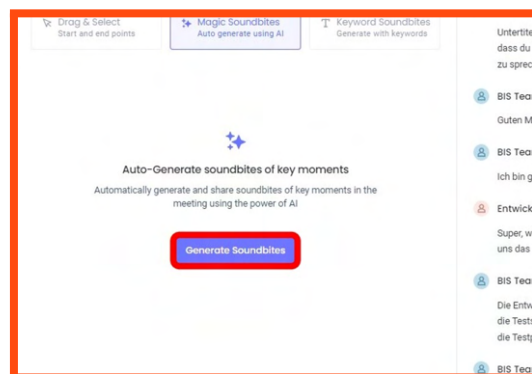 Drag & Select
Start and end points
Magic Soundbites
Auto generate using AI
Keyword Soundbites
Generate with keywords
Auto-Generate soundbites of key moments
Automatically generate and share soundbites of key moments in the
meeting using the power of AI
Generate Soundbites
Untertite
dass du
zu sprec
BIS Tea
Guten M
BIS Tea
Ich bin g
Entwick
Super, w
uns das
BIS Tea
Die Entw
die Tests
die Testp
BIS Tea